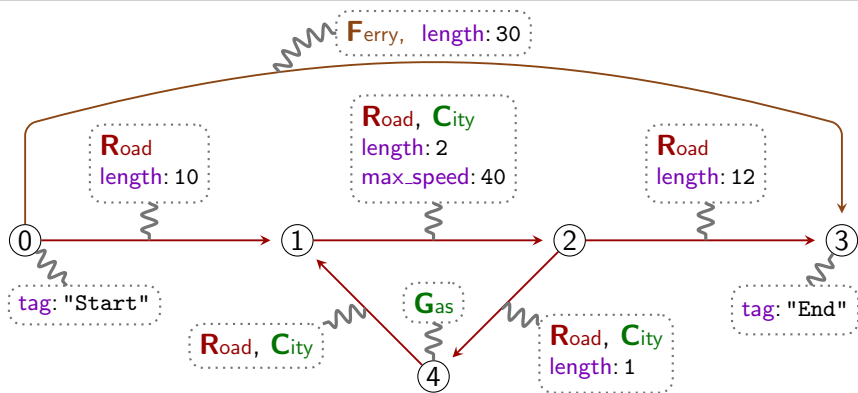 Ferry, length: 30
Road
length: 10
Road, City
length: 2
max_speed: 40
Road
length: 12
0
1
2
3
tag: "Start"
Gas
tag: "End"
Road, City
Road, City
length: 1
4